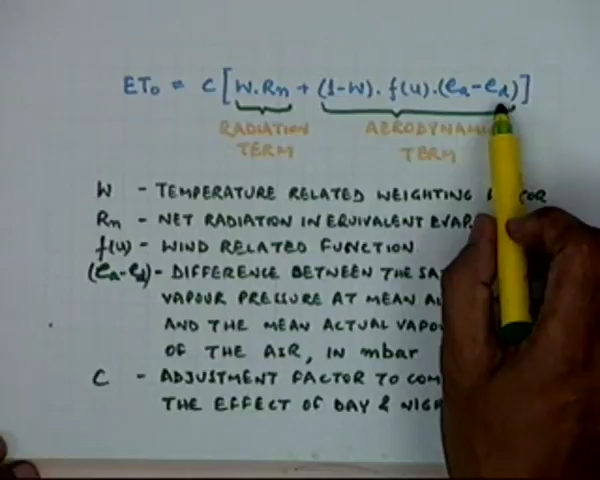 ET₀ = C[W.Rn + (1-W). f(U).(ea-ed)]
RADIATION AERODYNAMI
TERM TERM
W - TEMPERATURE RELATED WEIGHTING
Rn - NET RADIATION IN EQUIVALENT
f(U) - WIND RELATED FUNCTION
(ea-ed) - DIFFERENCE BETWEEN THE
VAPOUR PRESSURE AT MEAN
AND THE MEAN ACTUAL
OF THE AIR, IN mbar
C - ADJUSTMENT FACTOR TO
THE EFFECT OF DAY &